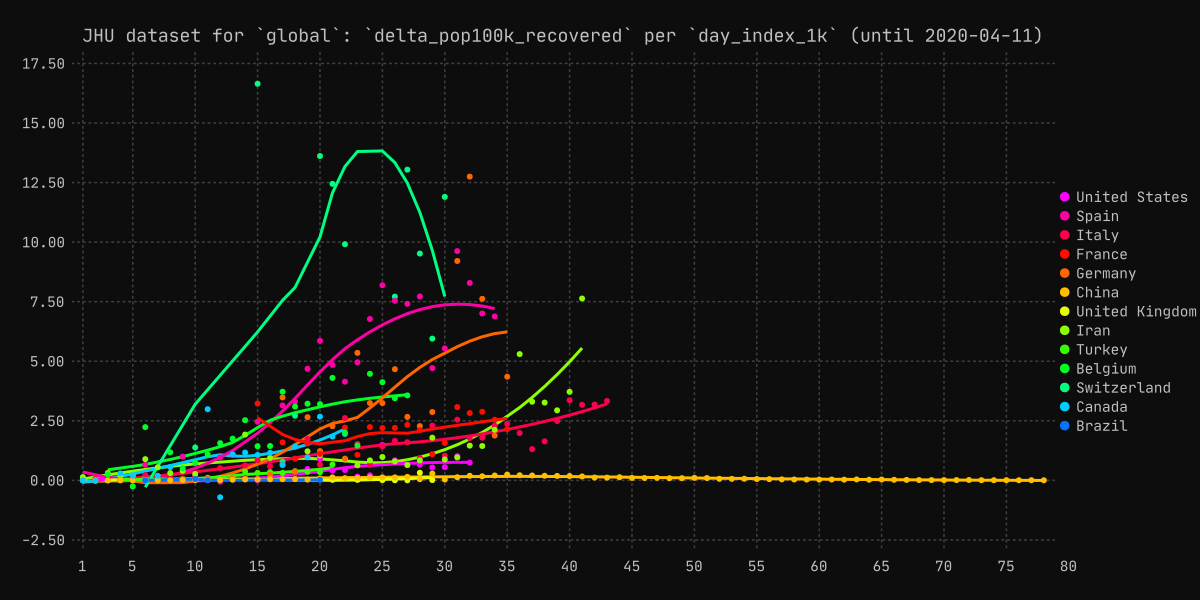 JHU dataset for `global`: `delta_pop100k_recovered` per `day_index_1k` (until 2020-04-11)
17.50
15.00
12.50
10.00
7.50
5.00
2.50
0.00
-2.50
1 5 10 15 20 25 30 35 40 45 50 55 60 65 70 75 80
United States
Spain
Italy
France
Germany
China
United Kingdom
Iran
Turkey
Belgium
Switzerland
Canada
Brazil